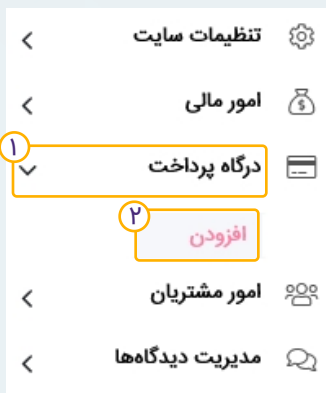 تنظیمات سایت
امور مالی
۱
درگاه پرداخت
۲
افزودن
امور مشتریان
مدیریت دیدگاه‌ها